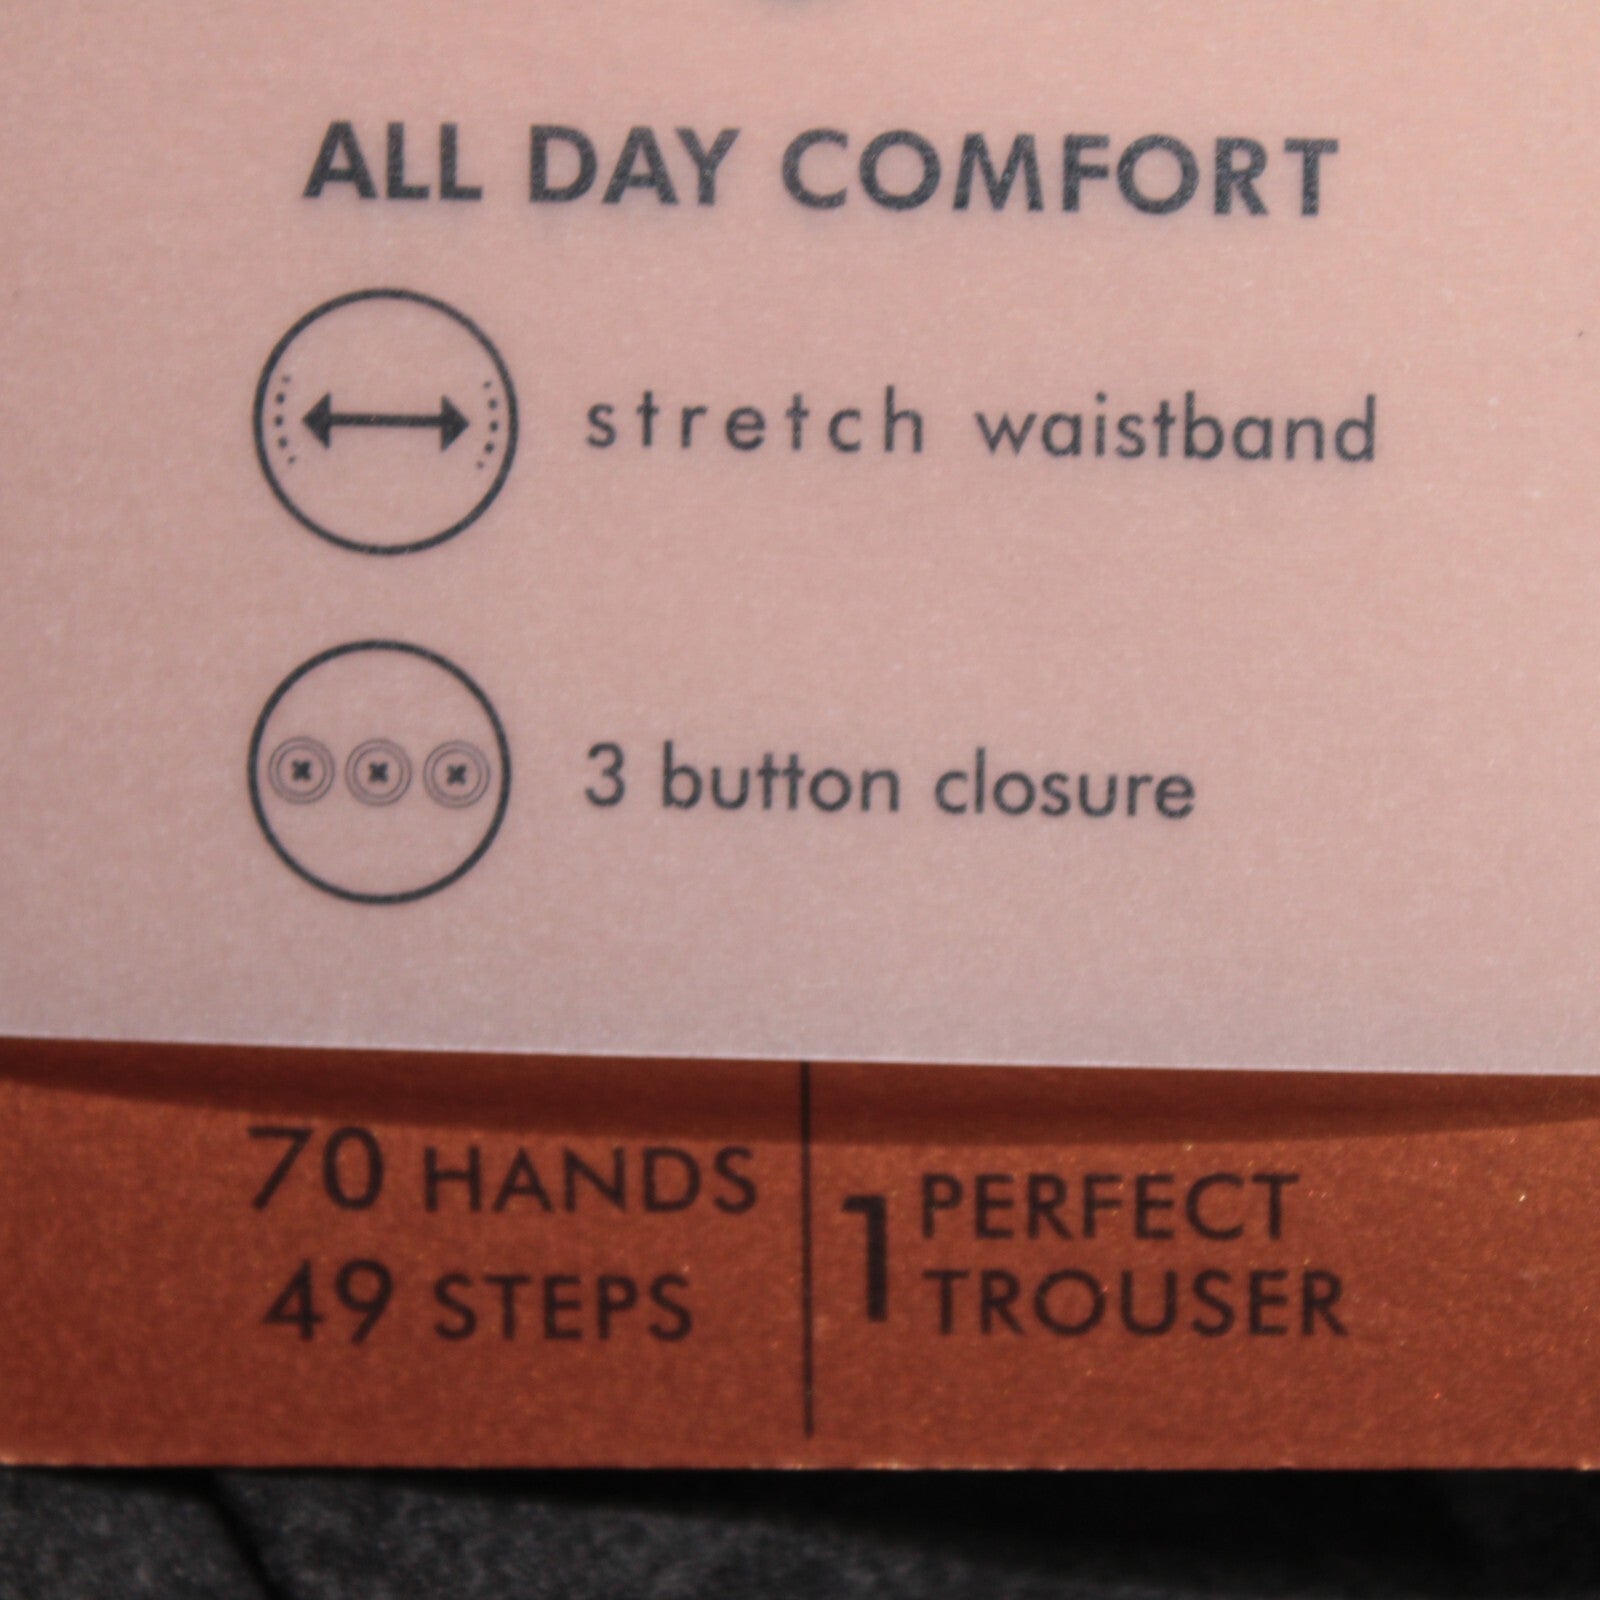 ALL DAY COMFORT
stretch waistband
3 button closure
70 HANDS
49 STEPS
1 PERFECT
TROUSER